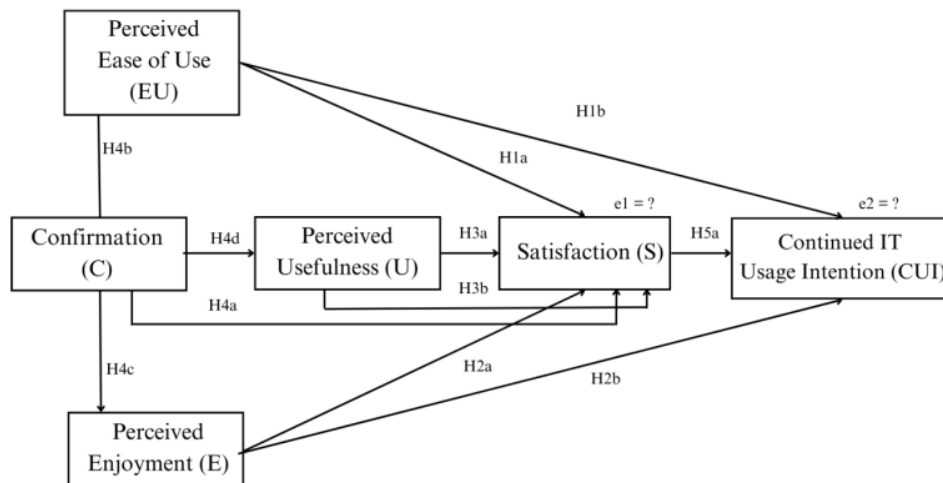 Perceived
Ease of Use
(EU)
H1b
H4b
H1a
e1 = ?
e2 = ?
Confirmation
(C)
H4d
Perceived
Usefulness (U)
H3a
Satisfaction (S)
H5a
Continued IT
Usage Intention (CUI)
H3b
H4a
H4c
H2a
H2b
Perceived
Enjoyment (E)